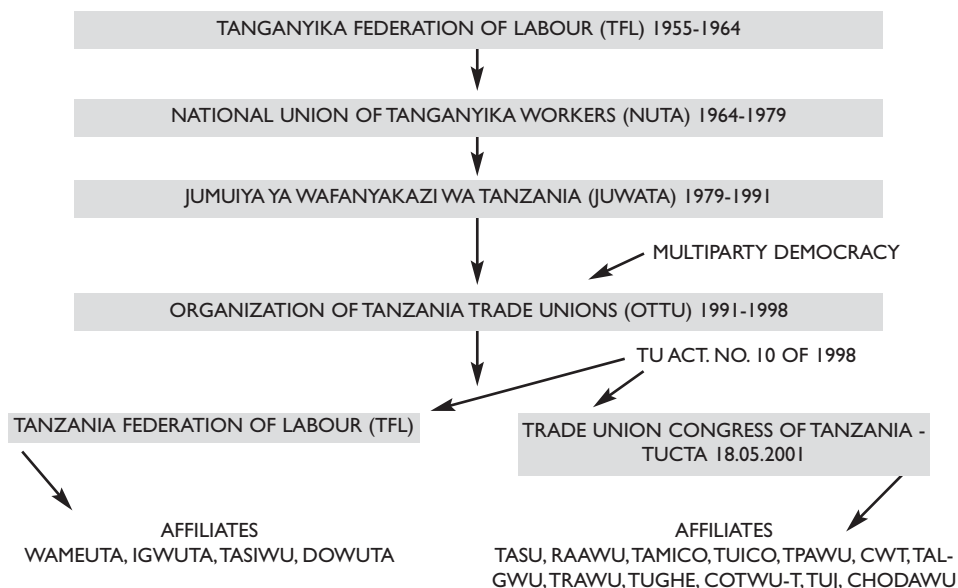 TANGANYIKA FEDERATION OF LABOUR (TFL) 1955-1964
NATIONAL UNION OF TANGANYIKA WORKERS (NUTA) 1964-1979
JUMUIYA YA WAFANYAKAZI WA TANZANIA (JUWATA) 1979-1991
MULTIPARTY DEMOCRACY
ORGANIZATION OF TANZANIA TRADE UNIONS (OTTU) 1991-1998
TU ACT. NO. 10 OF 1998
TANZANIA FEDERATION OF LABOUR (TFL)
TRADE UNION CONGRESS OF TANZANIA -
TUCTA 18.05.2001
AFFILIATES
WAMEUTA, IGWUTA, TASIWU, DOWUTA
AFFILIATES
TASU, RAAWU, TAMICO, TUICO, TPAWU, CWT, TAL-
GWU, TRAWU, TUGHE, COTWU-T, TUJ, CHODAWU